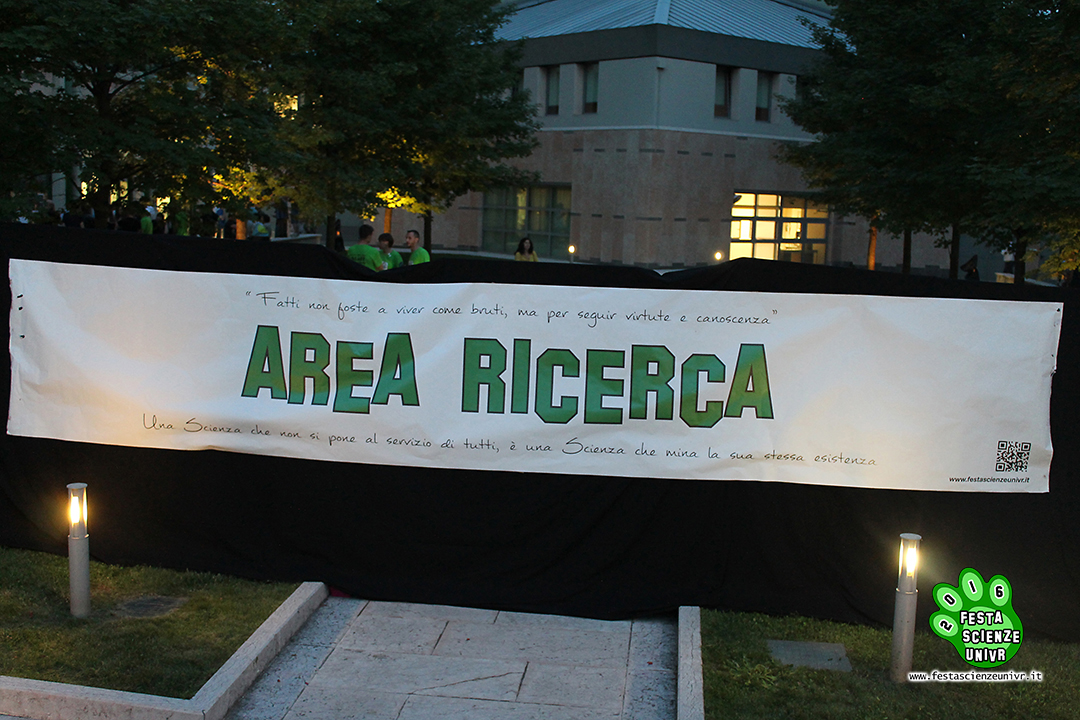 "Fatti non foste a viver come bruti, ma per seguir virtute e canoscenza"
AREA RICERCA
Una Scienza che non si pone al servizio di tutti, è una Scienza che mina la sua stessa esistenza
www.festascienzeunivr.it
2016
FESTA
SCIENZE
UNIVR
www.festascienzeunivr.it